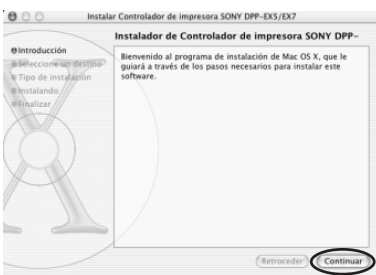 Instalar Controlador de impresora SONY DPP-EX5/EX7
Instalador de Controlador de impresora SONY DPP-
Introducción
Seleccione un destino
Tipo de instalación
Instalando
Finalizar
Bienvenido al programa de instalación de Mac OS X, que le
guiará a través de los pasos necesarios para instalar este
software.
Retroceder
Continuar